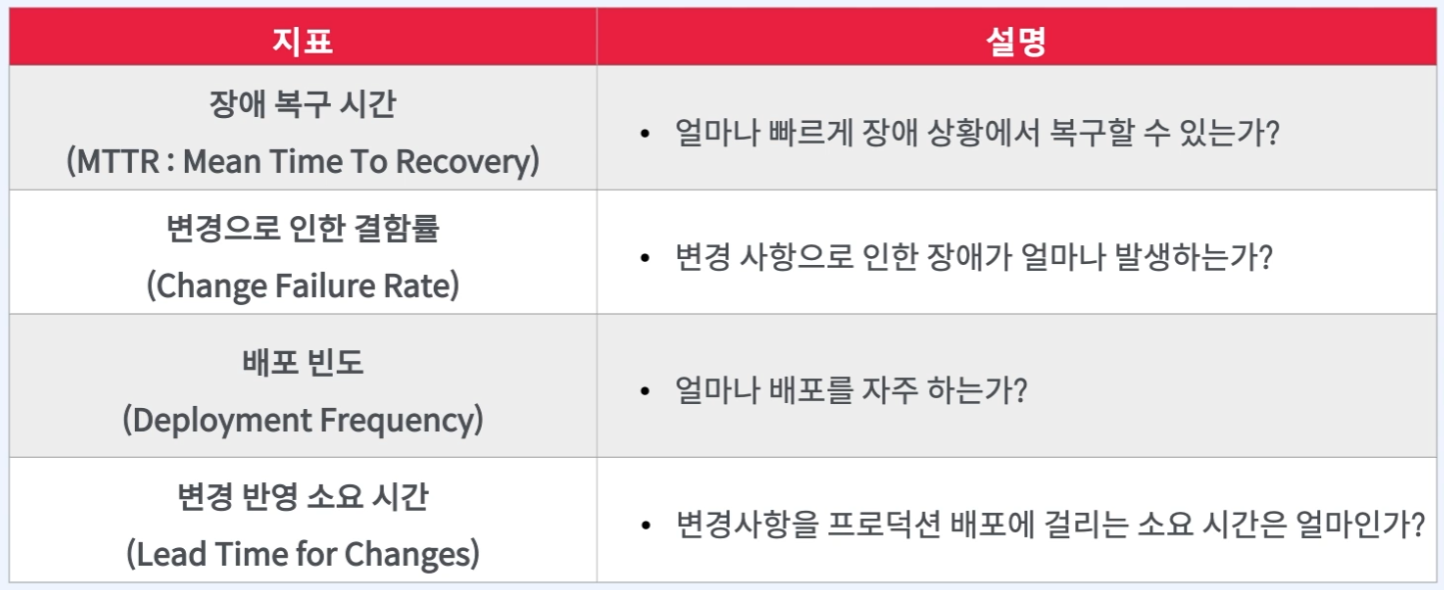 지표
설명
장애 복구 시간
(MTTR : Mean Time To Recovery)
• 얼마나 빠르게 장애 상황에서 복구할 수 있는가?
변경으로 인한 결함률
(Change Failure Rate)
• 변경 사항으로 인한 장애가 얼마나 발생하는가?
배포 빈도
(Deployment Frequency)
• 얼마나 배포를 자주 하는가?
변경 반영 소요 시간
(Lead Time for Changes)
• 변경사항을 프로덕션 배포에 걸리는 소요 시간은 얼마인가?